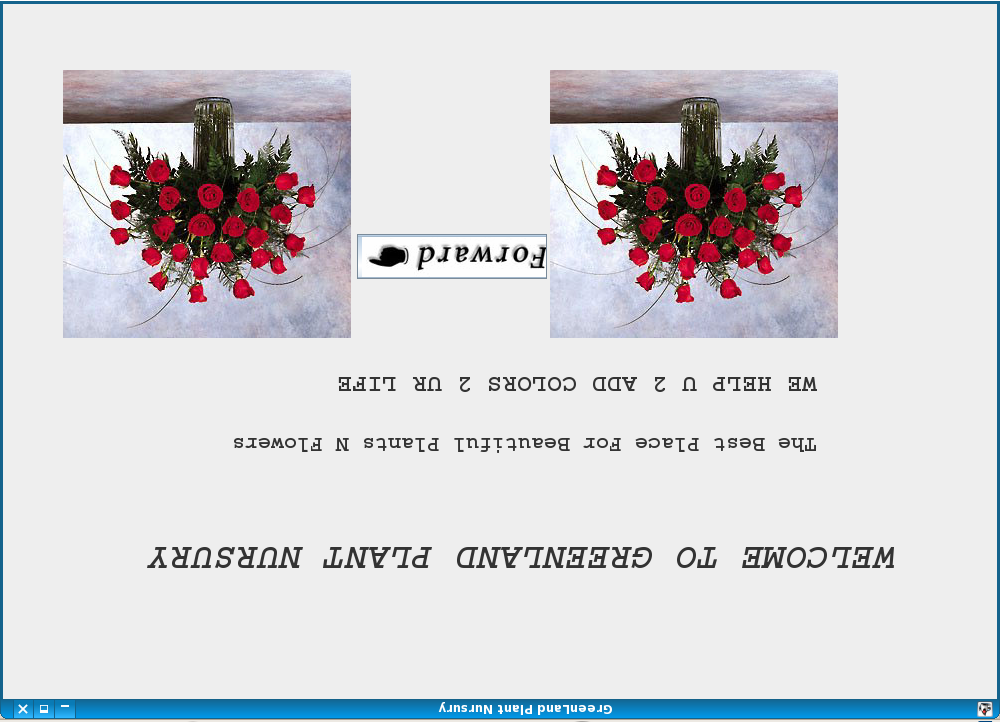 GreenLand Plant Nursury
WELCOME TO GREENLAND PLANT NURSURY
The Best Place For Beautiful Plants N Flowers
WE HELP U 2 ADD COLORS 2 UR LIFE
Forward